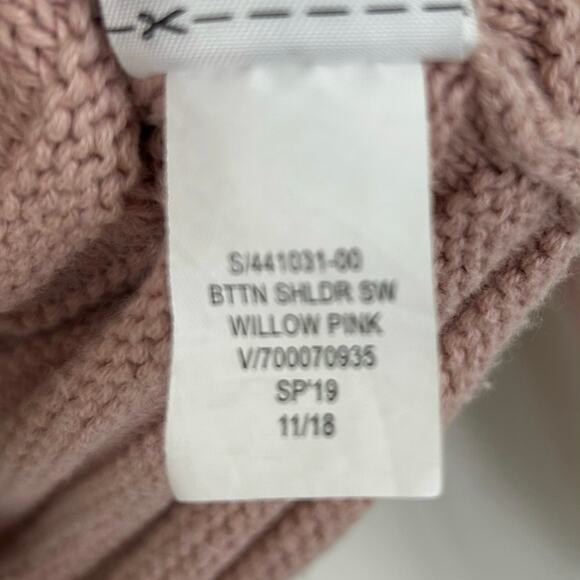 S/441031-00
BTTN SHLDR SW
WILLOW PINK
V/700070935
SP'19
11/18